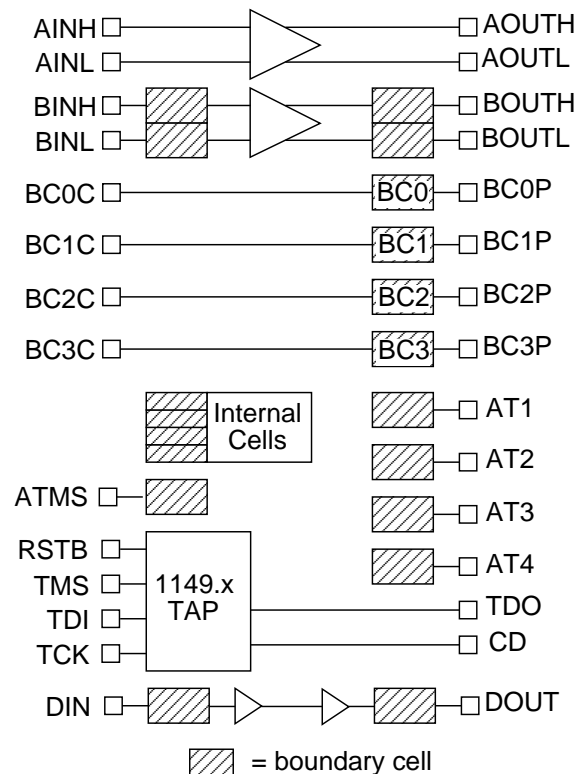 AINH AOUTH
AINL AOUTL
BINH BOUTH
BINL BOUTL
BC0C BC0 BC0P
BC1C BC1 BC1P
BC2C BC2 BC2P
BC3C BC3 BC3P
Internal
Cells
AT1
AT2
ATMS
AT3
RSTB
AT4
TMS
1149.x
TAP
TDI
TDO
TCK
CD
DIN DOUT
= boundary cell